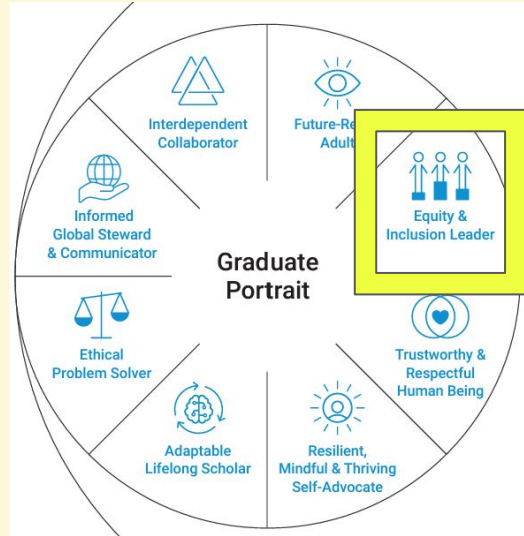 Interdependent
Collaborator
Future-Re
Adult
Equity &
Inclusion Leader
Informed
Global Steward
& Communicator
Graduate
Portrait
Trustworthy &
Respectful
Human Being
Ethical
Problem Solver
Adaptable
Lifelong Scholar
Resilient,
Mindful & Thriving
Self-Advocate